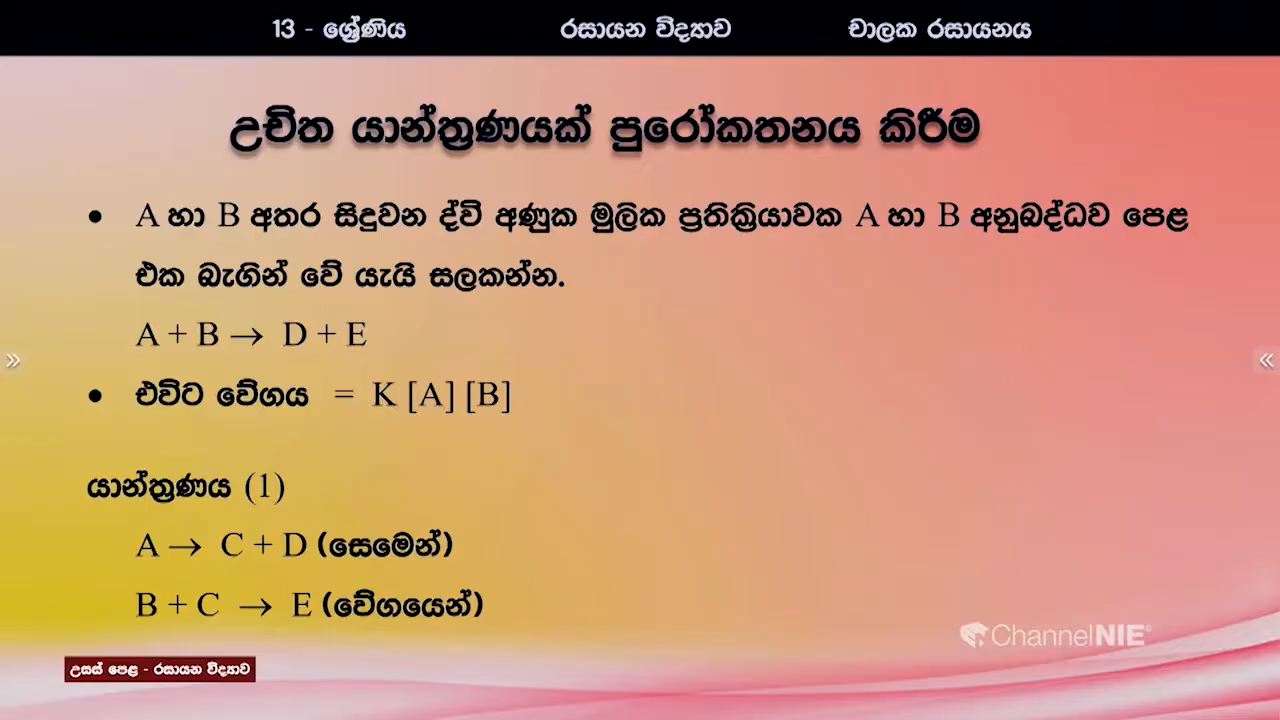 13 - ශ්‍රේණිය රසායන විද්‍යාව චාලක රසායනය
උචිත යාන්ත්‍රණයක් පුරෝකතනය කිරීම
• A හා B අතර සිදුවන ද්වි අණුක මුලික ප්‍රතික්‍රියාවක A හා B අනුබද්ධව පෙළ
එක බැගින් වේ යැයි සලකන්න.
A + B → D + E
• එවිට වේගය = K [A] [B]
යාන්ත්‍රණය (1)
A → C + D (සෙමෙන්)
B + C → E (වේගයෙන්)
ChannelNIE®
උසස් පෙළ - රසායන විද්‍යාව